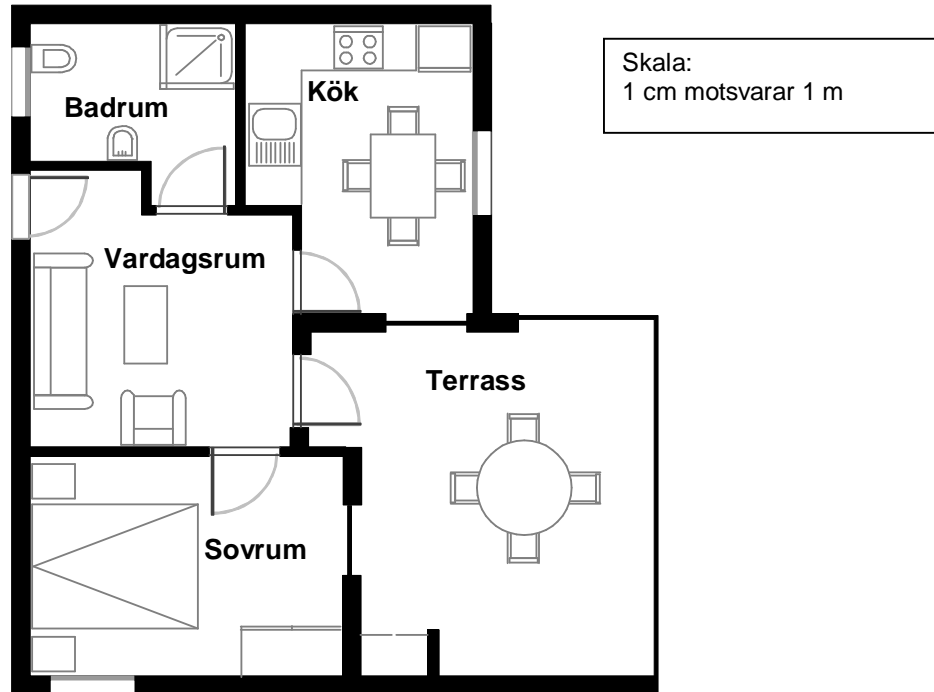 Skala:
1 cm motsvarar 1 m
Kök
Badrum
Vardagsrum
Terrass
Sovrum